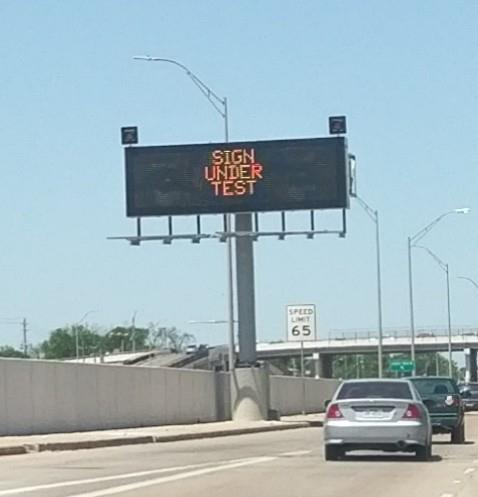 SIGN
UNDER
TEST
SPEED
LIMIT
65